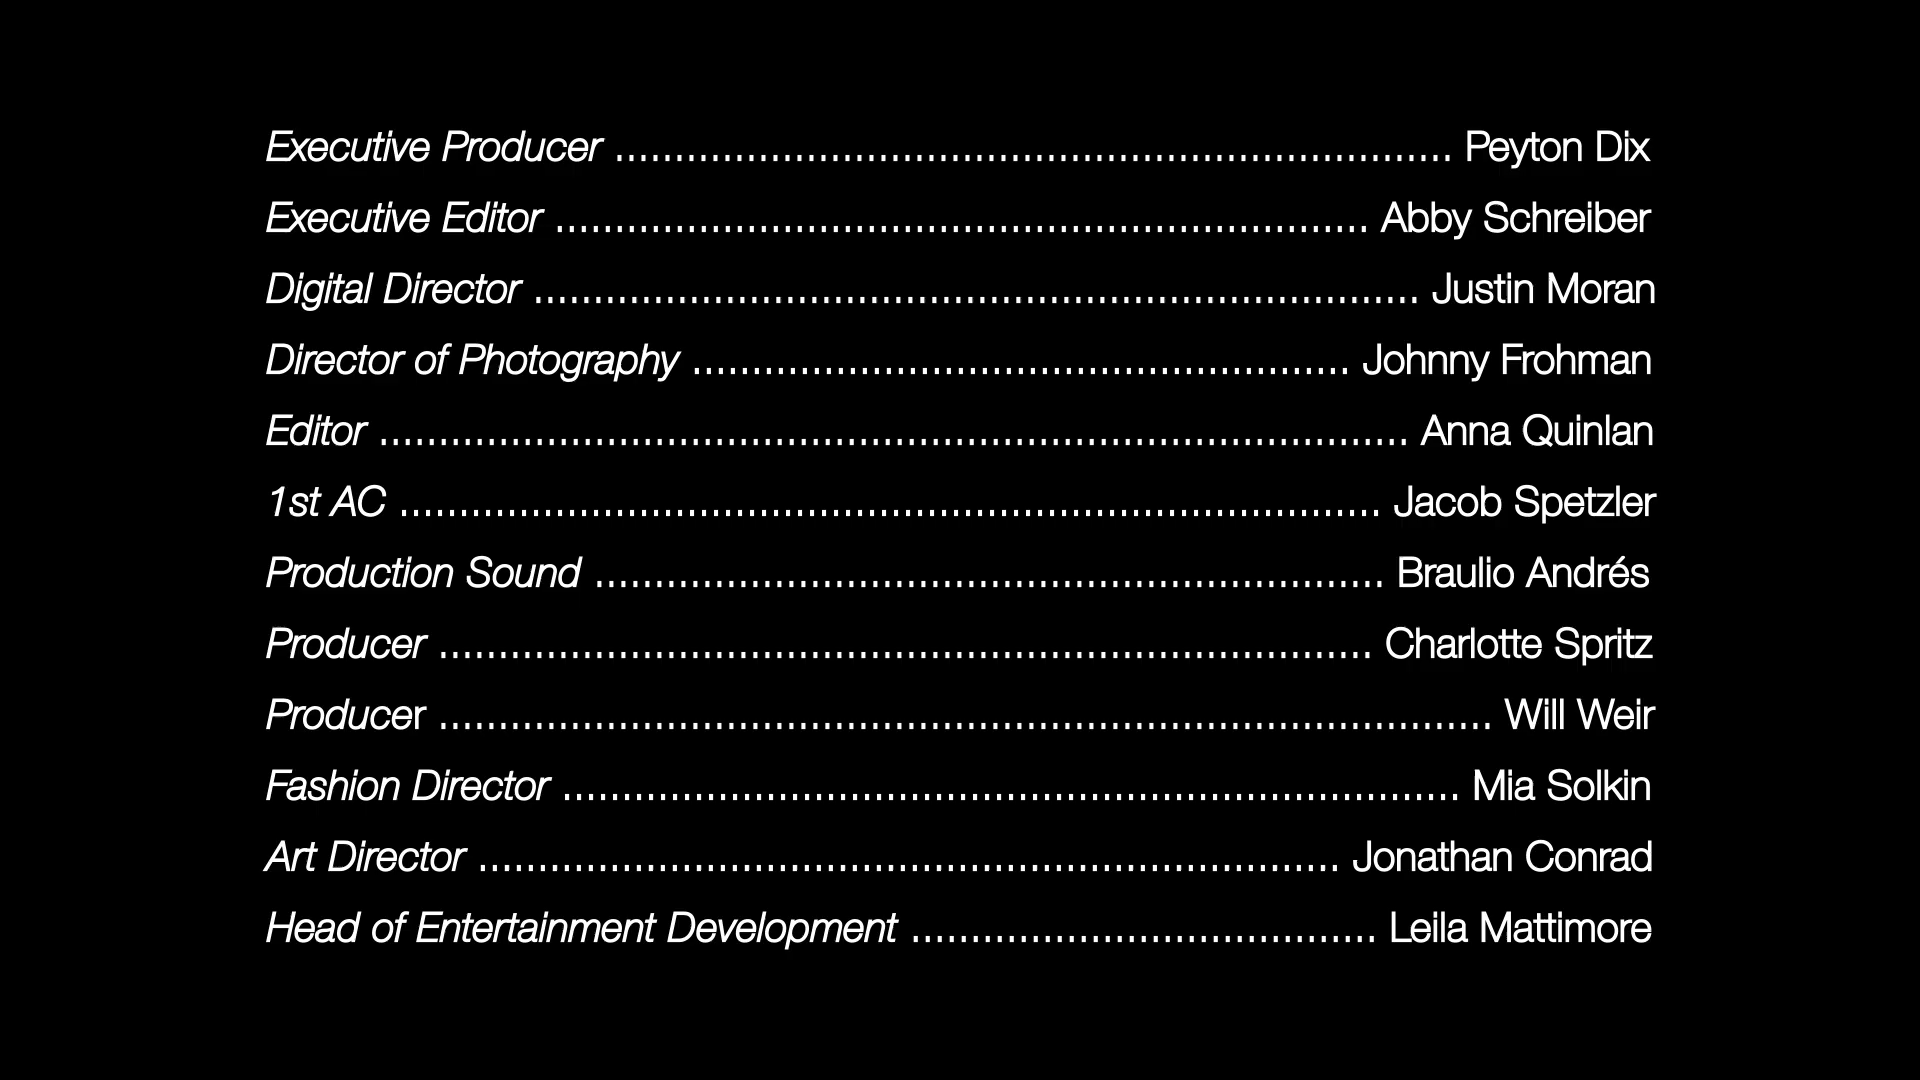 Executive Producer ...................................................................... Peyton Dix
Executive Editor .................................................................... Abby Schreiber
Digital Director .......................................................................... Justin Moran
Director of Photography ....................................................... Johnny Frohman
Editor ...................................................................................... Anna Quinlan
1st AC .................................................................................. Jacob Spetzler
Production Sound .................................................................. Braulio Andrés
Producer .............................................................................. Charlotte Spritz
Producer ........................................................................................ Will Weir
Fashion Director ........................................................................... Mia Solkin
Art Director ........................................................................ Jonathan Conrad
Head of Entertainment Development ....................................... Leila Mattimore